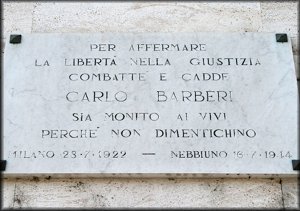 PER AFFERMARE
LA LIBERTÀ NELLA GIUSTIZIA
COMBATTÈ E CADDE
CARLO BARBERI
SIA MONITO AI VIVI
PERCHÈ NON DIMENTICHINO
MILANO 23-7-1922 — NEBBIUNO 16-7-1944